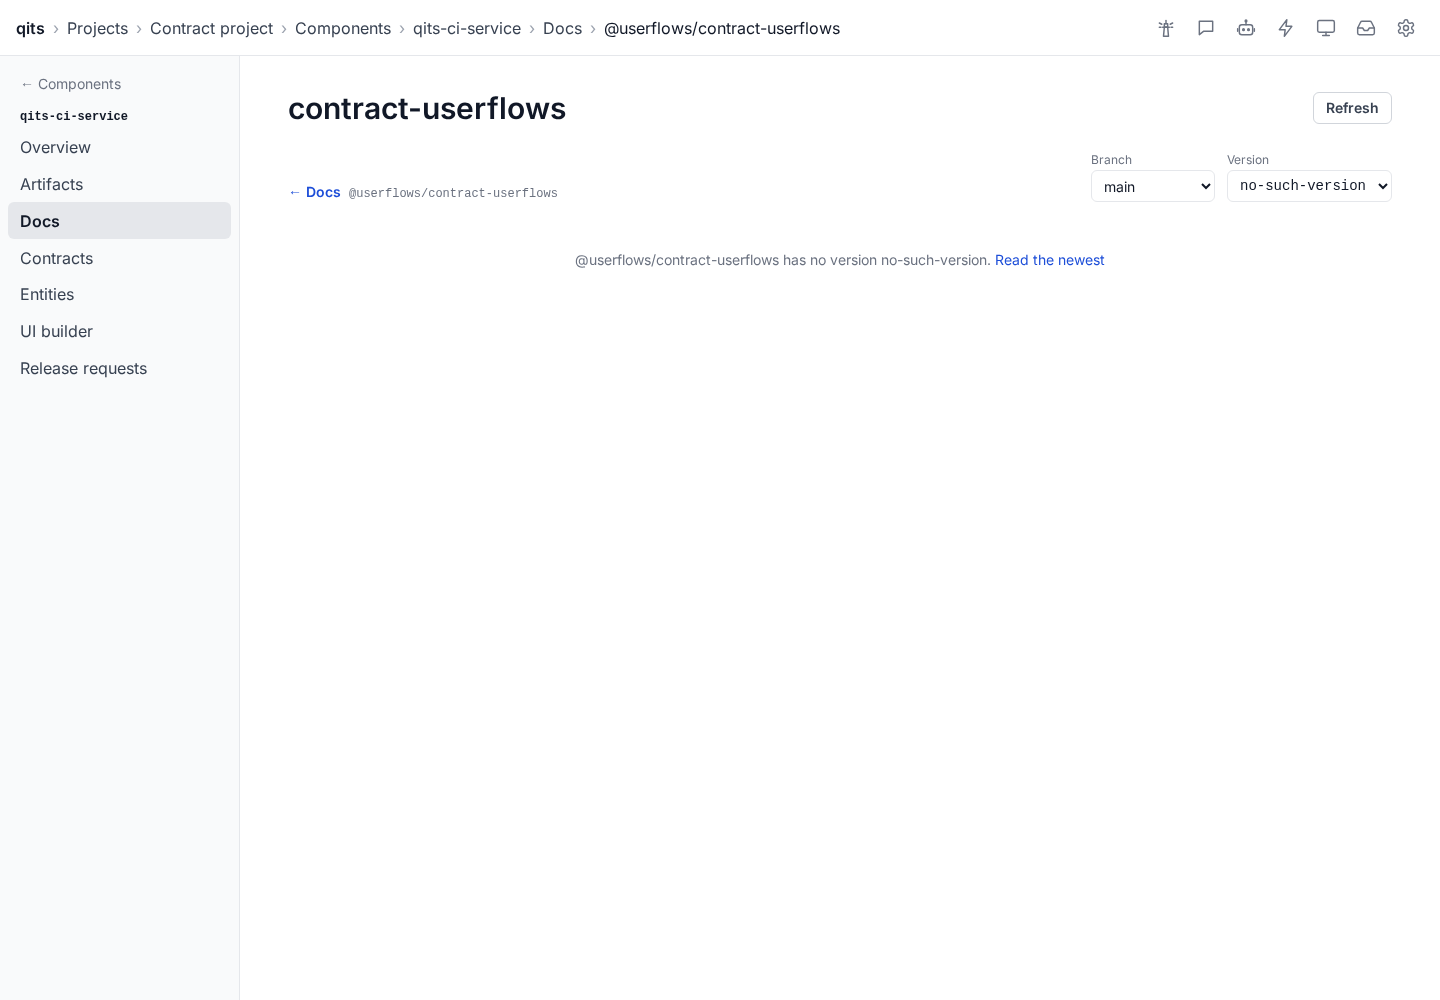 qits › Projects › Contract project › Components › qits-ci-service › Docs › @userflows/contract-userflows
← Components
qits-ci-service
Overview
Artifacts
Docs
Contracts
Entities
UI builder
Release requests
contract-userflows
Refresh
← Docs @userflows/contract-userflows
Branch
main
Version
no-such-version
@userflows/contract-userflows has no version no-such-version. Read the newest